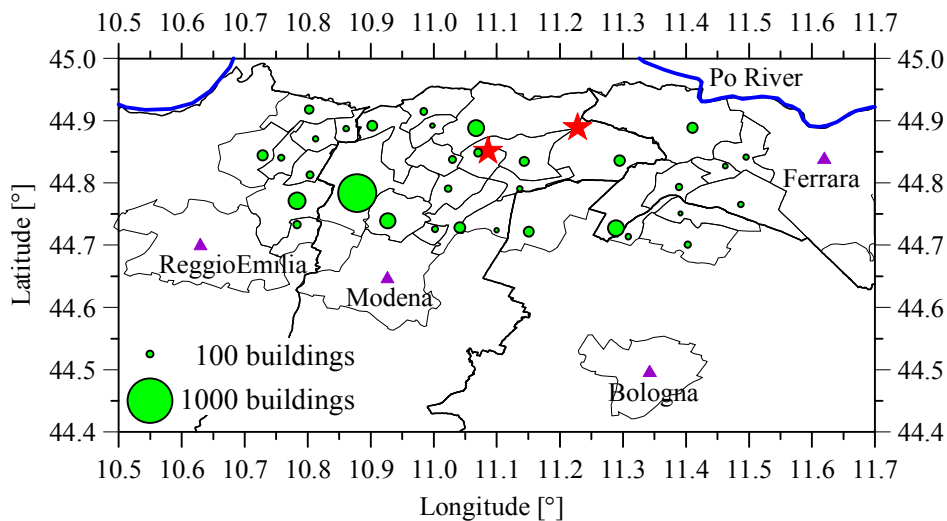 10.5 10.6 10.7 10.8 10.9 11.0 11.1 11.2 11.3 11.4 11.5 11.6 11.7
45.0 45.0
Po River
44.9 44.9
Ferrara
44.8 44.8
44.7 44.7
ReggioEmilia
Modena
44.6 44.6
100 buildings
44.5 44.5
Bologna
1000 buildings
44.4 44.4
10.5 10.6 10.7 10.8 10.9 11.0 11.1 11.2 11.3 11.4 11.5 11.6 11.7
Longitude [°]
Latitude [°]